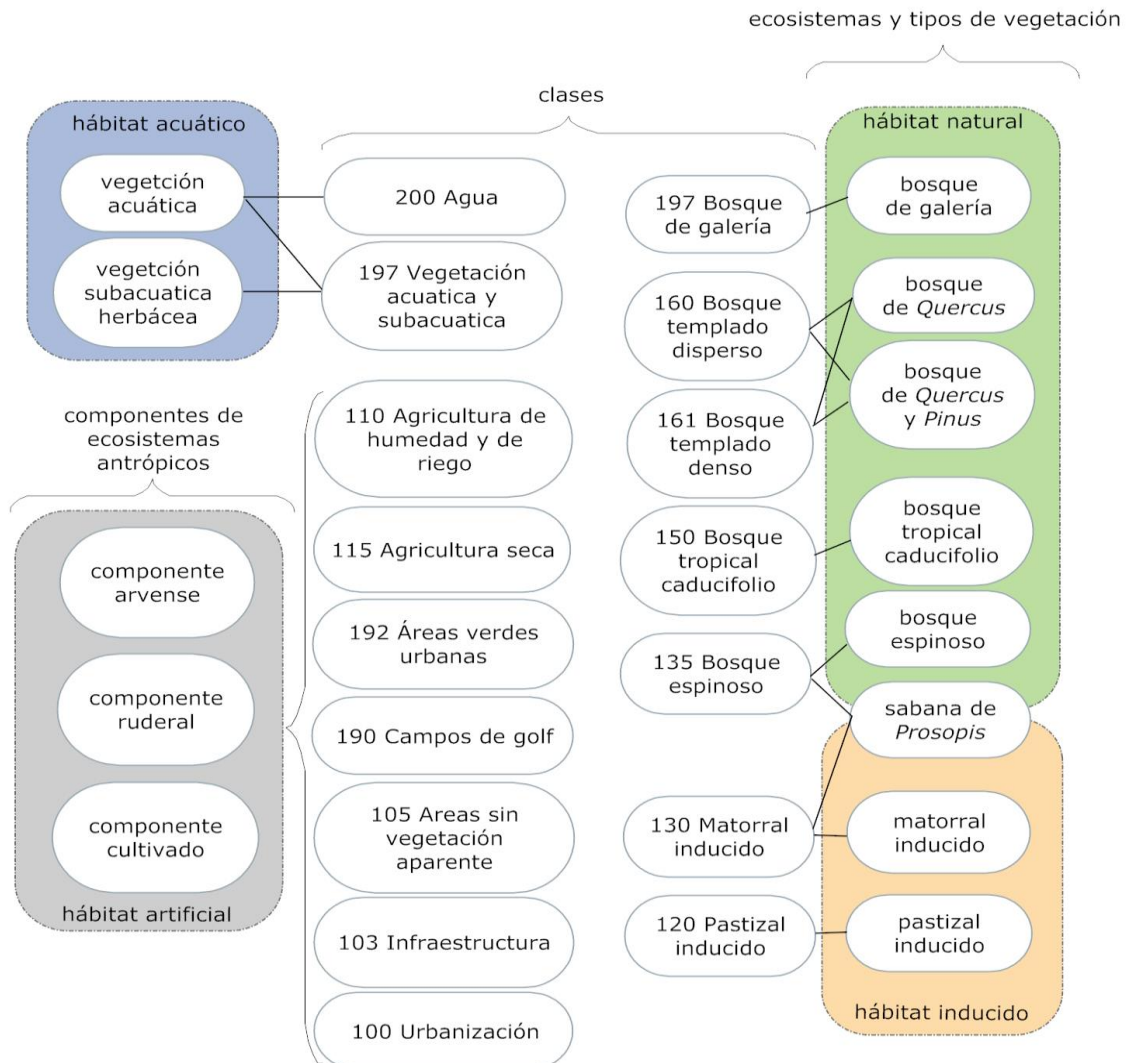 ecosistemas y tipos de vegetación
clases
hábitat acuático
vegetción
acuática
vegetción
subacuatica
herbácea
200 Agua
197 Vegetación
acuatica y
subacuatica
componentes de
ecosistemas
antrópicos
componente
arvense
componente
ruderal
componente
cultivado
hábitat artificial
110 Agricultura de
humedad y de
riego
115 Agricultura seca
192 Áreas verdes
urbanas
190 Campos de golf
105 Areas sin
vegetación
aparente
103 Infraestructura
100 Urbanización
197 Bosque
de galería
160 Bosque
templado
disperso
161 Bosque
templado
denso
150 Bosque
tropical
caducifolio
135 Bosque
espinoso
130 Matorral
inducido
120 Pastizal
inducido
hábitat natural
bosque
de galería
bosque
de Quercus
bosque
de Quercus
y Pinus
bosque
tropical
caducifolio
bosque
espinoso
sabana de
Prosopis
matorral
inducido
pastizal
inducido
hábitat inducido